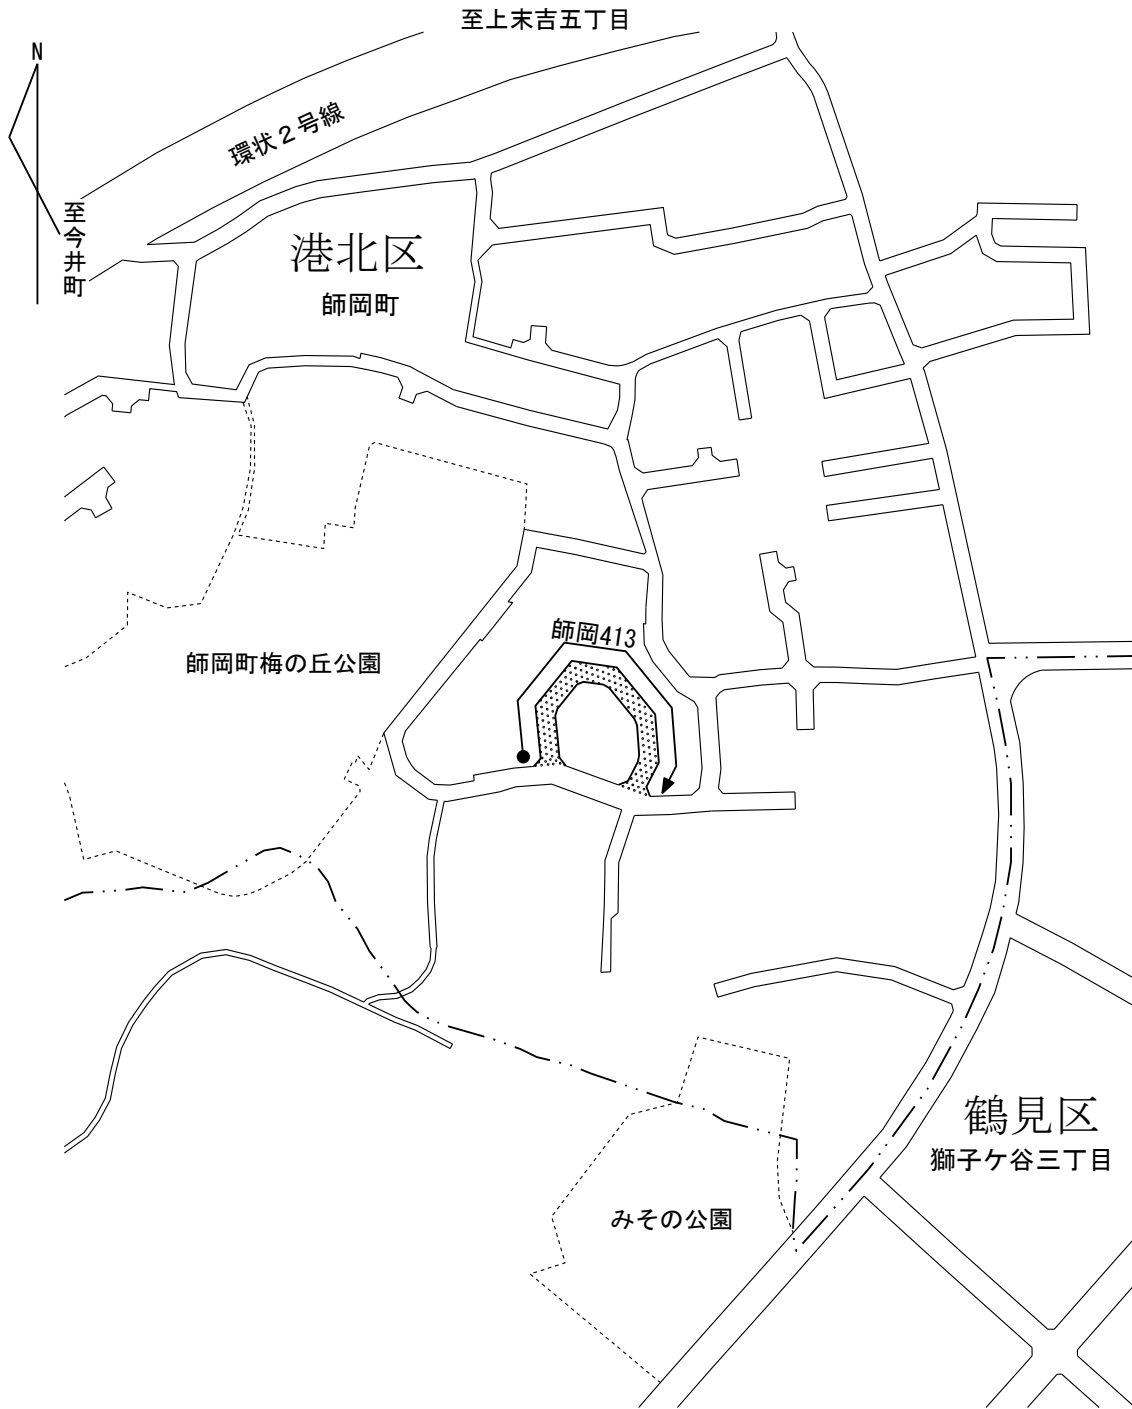 至上末吉五丁目
N
環状２号線
至今井町
港北区
師岡町
師岡413
師岡町梅の丘公園
鶴見区
獅子ケ谷三丁目
みその公園